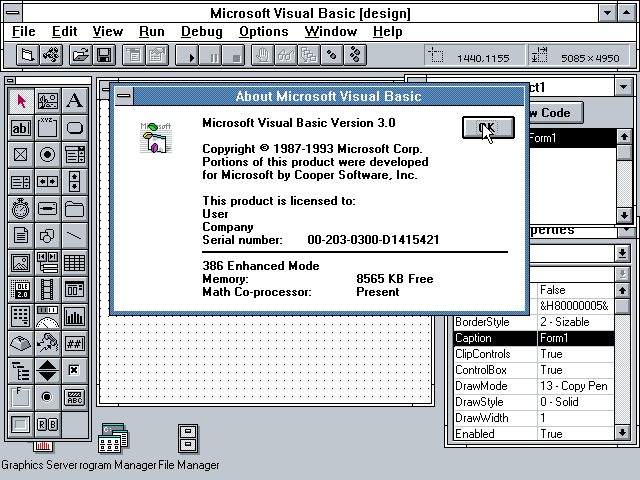 Microsoft Visual Basic [design]
File Edit View Run Debug Options Window Help
1440,1155 5085×4950
About Microsoft Visual Basic
ct1
Microsoft
Microsoft Visual Basic Version 3.0
OK
w Code
Form1
Copyright © 1987-1993 Microsoft Corp.
Portions of this product were developed
for Microsoft by Cooper Software, Inc.
This product is licensed to:
User
Company
Serial number: 00-203-0300-D1415421
operties
386 Enhanced Mode
Memory: 8565 KB Free
Math Co-processor: Present
False
&H80000005&
BorderStyle 2 - Sizable
Caption Form1
ClipControls True
ControlBox True
DrawMode 13 - Copy Pen
DrawStyle 0 - Solid
DrawWidth 1
Enabled True
A
ab|
xyz
OLE
2.0
##|
F
ABC
R B
Graphics Server rogram Manager File Manager